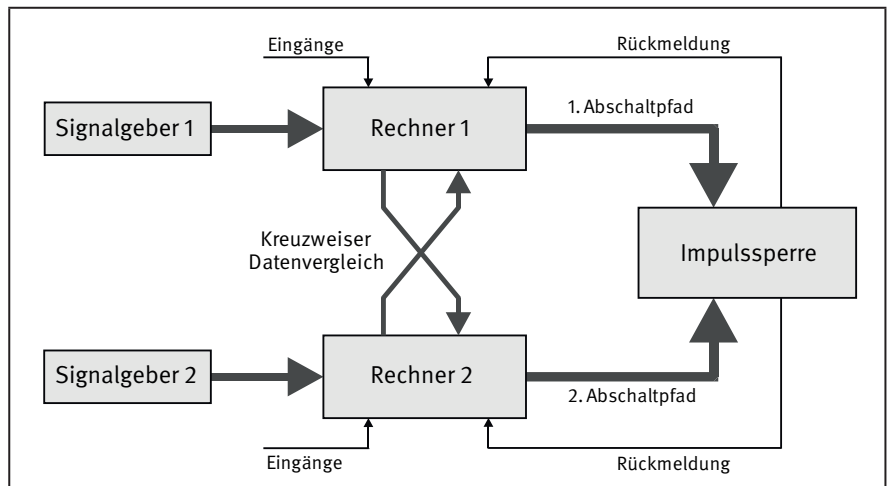 Eingänge
Rückmeldung
Signalgeber 1
Rechner 1
1. Abschaltpfad
Kreuzweiser
Datenvergleich
Impulssperre
Signalgeber 2
Rechner 2
2. Abschaltpfad
Eingänge
Rückmeldung